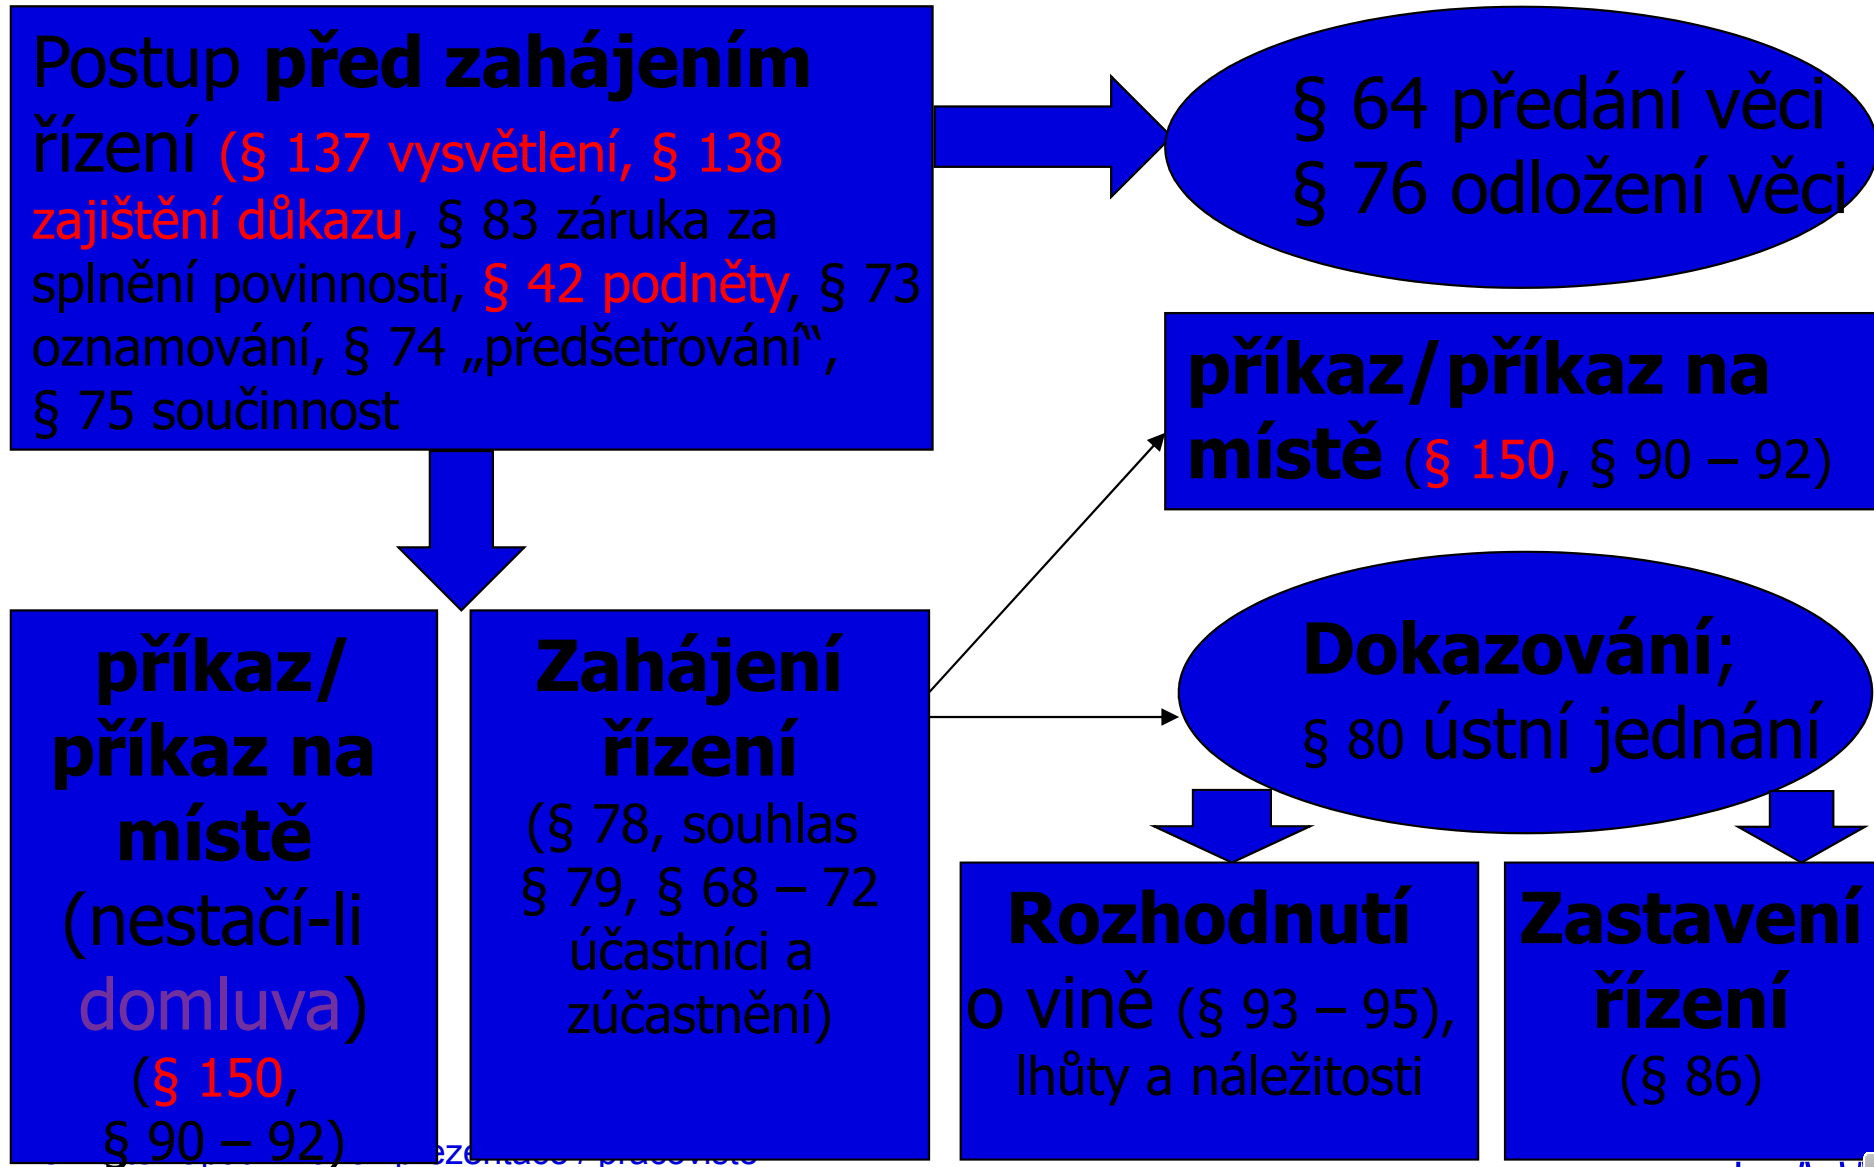 Postup před zahájením
řízení (§ 137 vysvětlení, § 138
zajištění důkazu, § 83 záruka za
splnění povinnosti, § 42 podněty, § 73
oznamování, § 74 „předšetřování“,
§ 75 součinnost
§ 64 předání věci
§ 76 odložení věci
příkaz/příkaz na
místě (§ 150, § 90 – 92)
příkaz/
příkaz na
místě
(nestačí-li
domluva)
(§ 150,
§ 90 – 92)
Zahájení
řízení
(§ 78, souhlas
§ 79, § 68 – 72
účastníci a
zúčastnění)
Dokazování;
§ 80 ústní jednání
Rozhodnutí
o vině (§ 93 – 95),
lhůty a náležitosti
Zastavení
řízení
(§ 86)